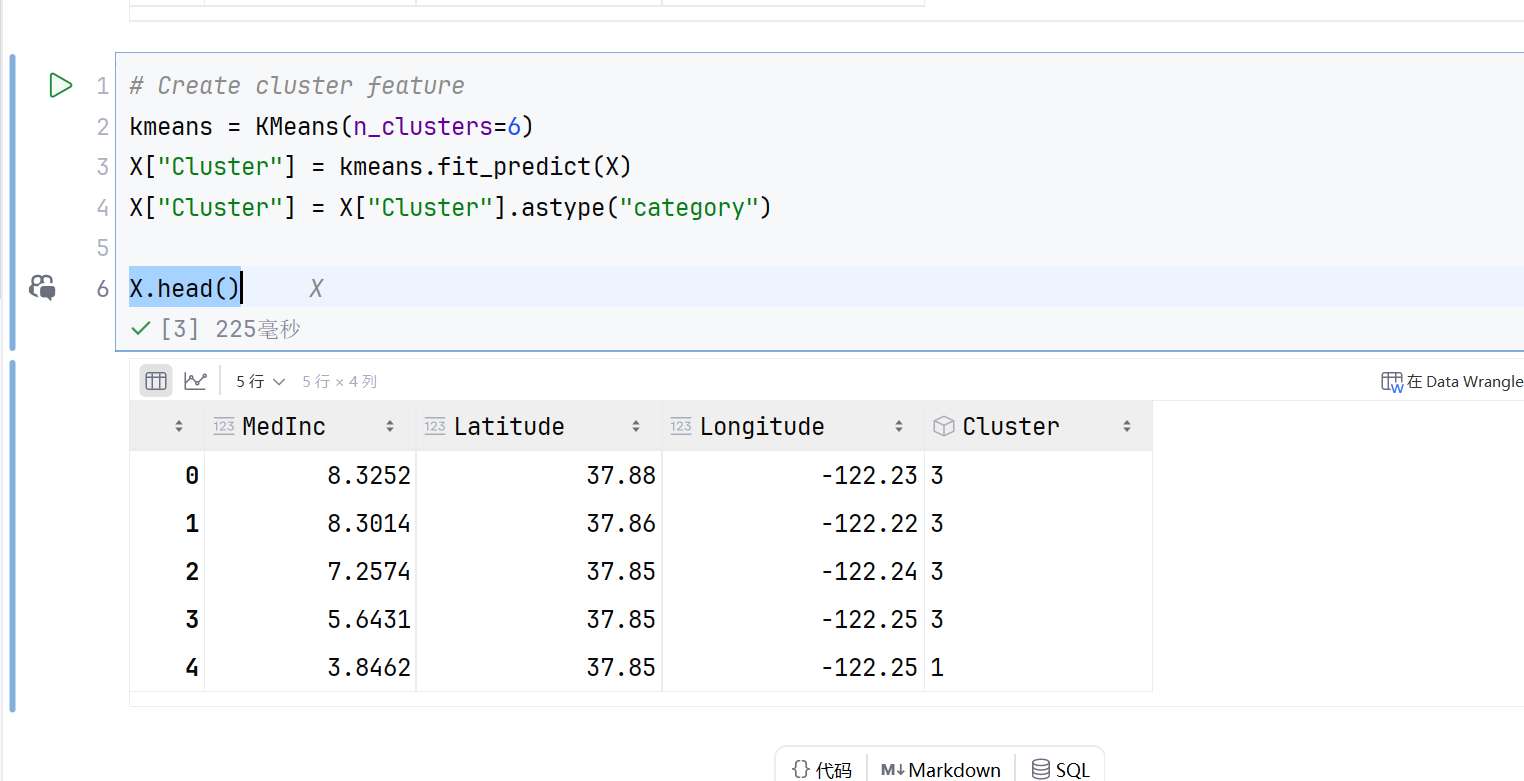 1 # Create cluster feature
2 kmeans = KMeans(n_clusters=6)
3 X["Cluster"] = kmeans.fit_predict(X)
4 X["Cluster"] = X["Cluster"].astype("category")
5
6 X.head() X
[3] 225毫秒
5 行 5 行 × 4 列 在 Data Wrangle
123 MedInc 123 Latitude 123 Longitude Cluster
0 8.3252 37.88 -122.23 3
1 8.3014 37.86 -122.22 3
2 7.2574 37.85 -122.24 3
3 5.6431 37.85 -122.25 3
4 3.8462 37.85 -122.25 1
{} 代码 M↓ Markdown SQL